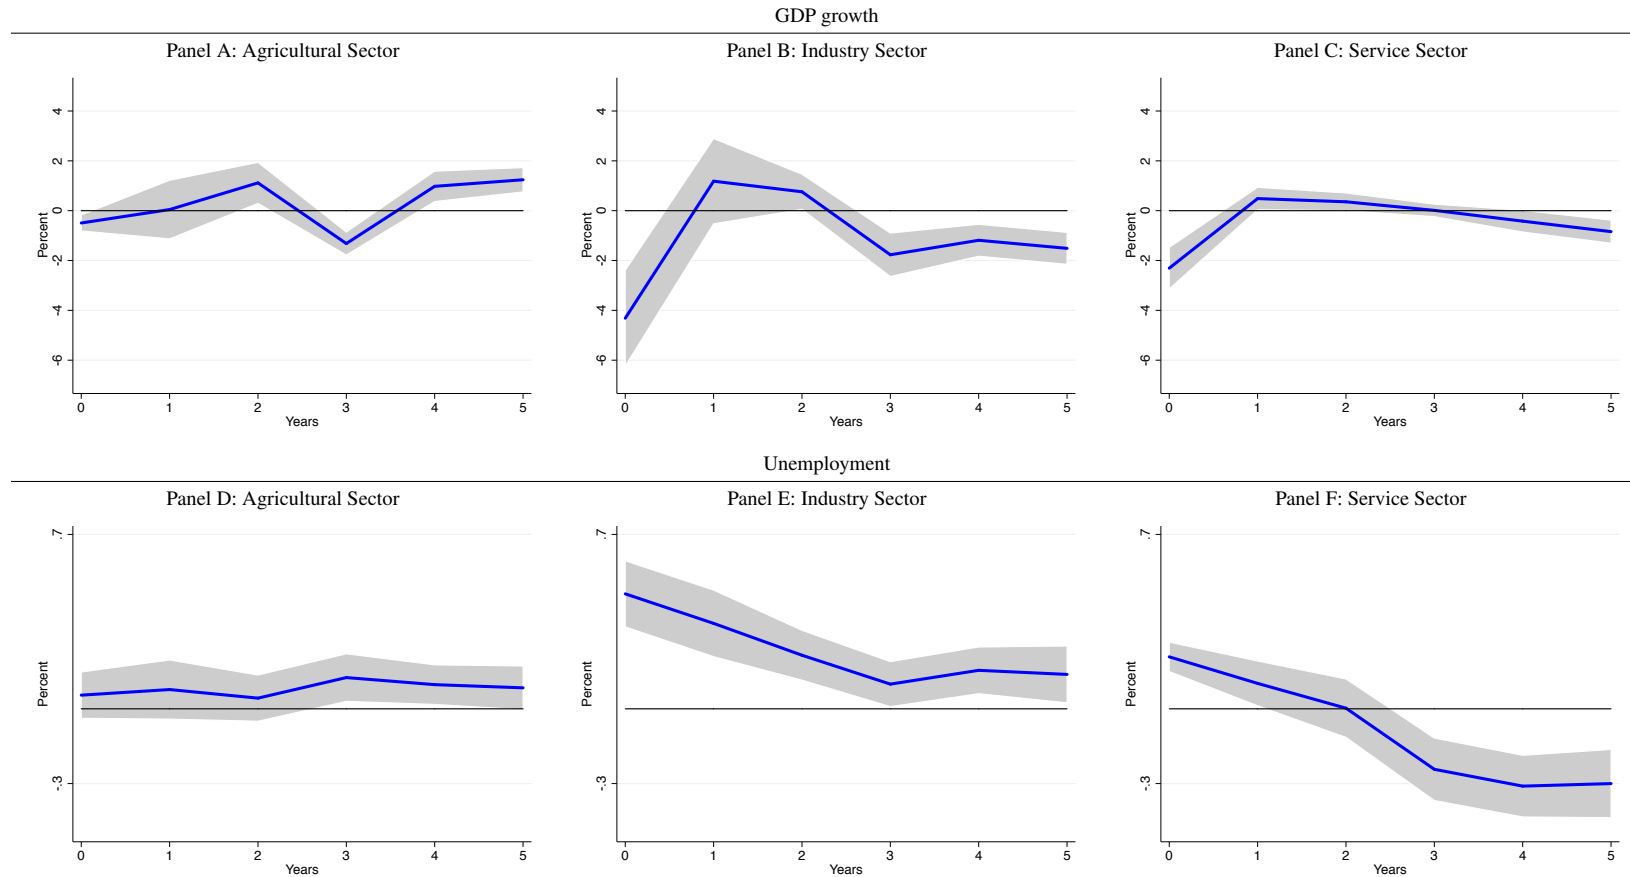 GDP growth
Panel A: Agricultural Sector
Panel B: Industry Sector
Panel C: Service Sector
4
2
0
-2
-4
-6
Percent
0 1 2 3 4 5
Years
4
2
0
-2
-4
-6
Percent
0 1 2 3 4 5
Years
4
2
0
-2
-4
-6
Percent
0 1 2 3 4 5
Years
Unemployment
Panel D: Agricultural Sector
Panel E: Industry Sector
Panel F: Service Sector
.7
-.3
Percent
0 1 2 3 4 5
Years
.7
-.3
Percent
0 1 2 3 4 5
Years
.7
-.3
Percent
0 1 2 3 4 5
Years